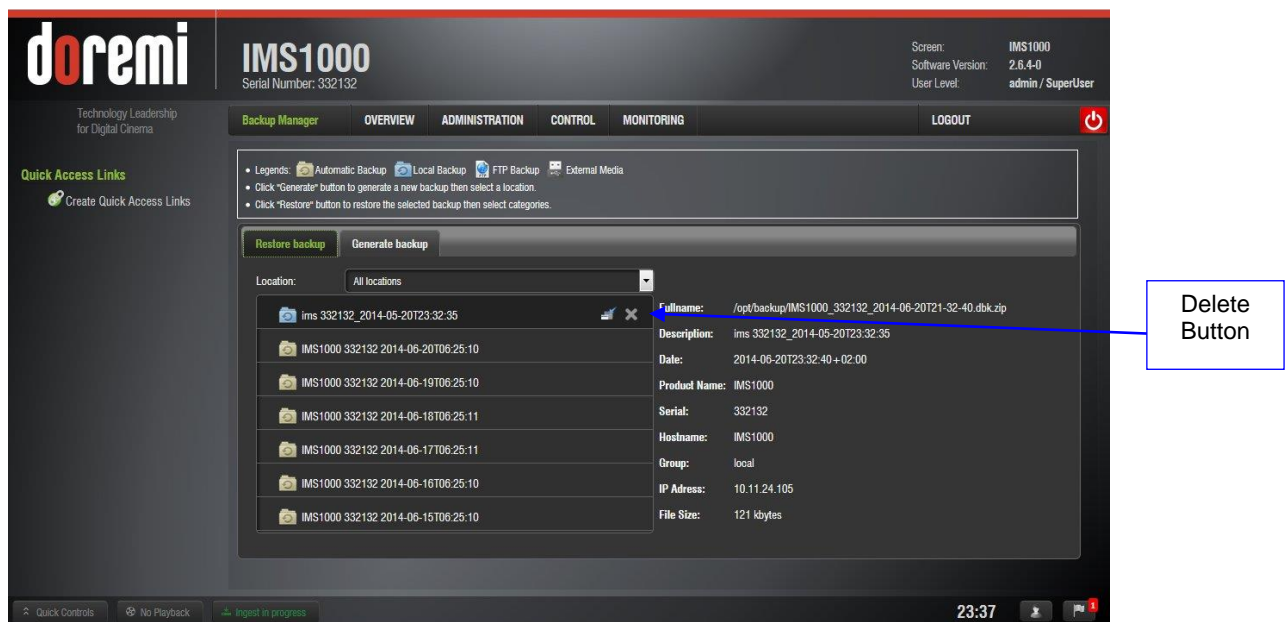 doremi
Technology Leadership
for Digital Cinema
IMS1000
Serial Number: 332132
Screen: IMS1000
Software Version: 2.6.4-0
User Level: admin / SuperUser
Backup Manager OVERVIEW ADMINISTRATION CONTROL MONITORING LOGOUT
Quick Access Links
Create Quick Access Links
• Legends: Automatic Backup Local Backup FTP Backup External Media
• Click "Generate" button to generate a new backup then select a location.
• Click "Restore" button to restore the selected backup then select categories.
Restore backup Generate backup
Location: All locations
ims 332132_2014-05-20T23:32:35
IMS1000 332132 2014-06-20T06:25:10
IMS1000 332132 2014-06-19T06:25:10
IMS1000 332132 2014-06-18T06:25:11
IMS1000 332132 2014-06-17T06:25:11
IMS1000 332132 2014-06-16T06:25:10
IMS1000 332132 2014-06-15T06:25:10
Fullname: /opt/backup/IMS1000_332132_2014-06-20T21-32-40.dbk.zip
Description: ims 332132_2014-05-20T23:32:35
Date: 2014-06-20T23:32:40+02:00
Product Name: IMS1000
Serial: 332132
Hostname: IMS1000
Group: local
IP Adress: 10.11.24.105
File Size: 121 kbytes
Delete
Button
Quick Controls No Playback Ingest in progress 23:37 1